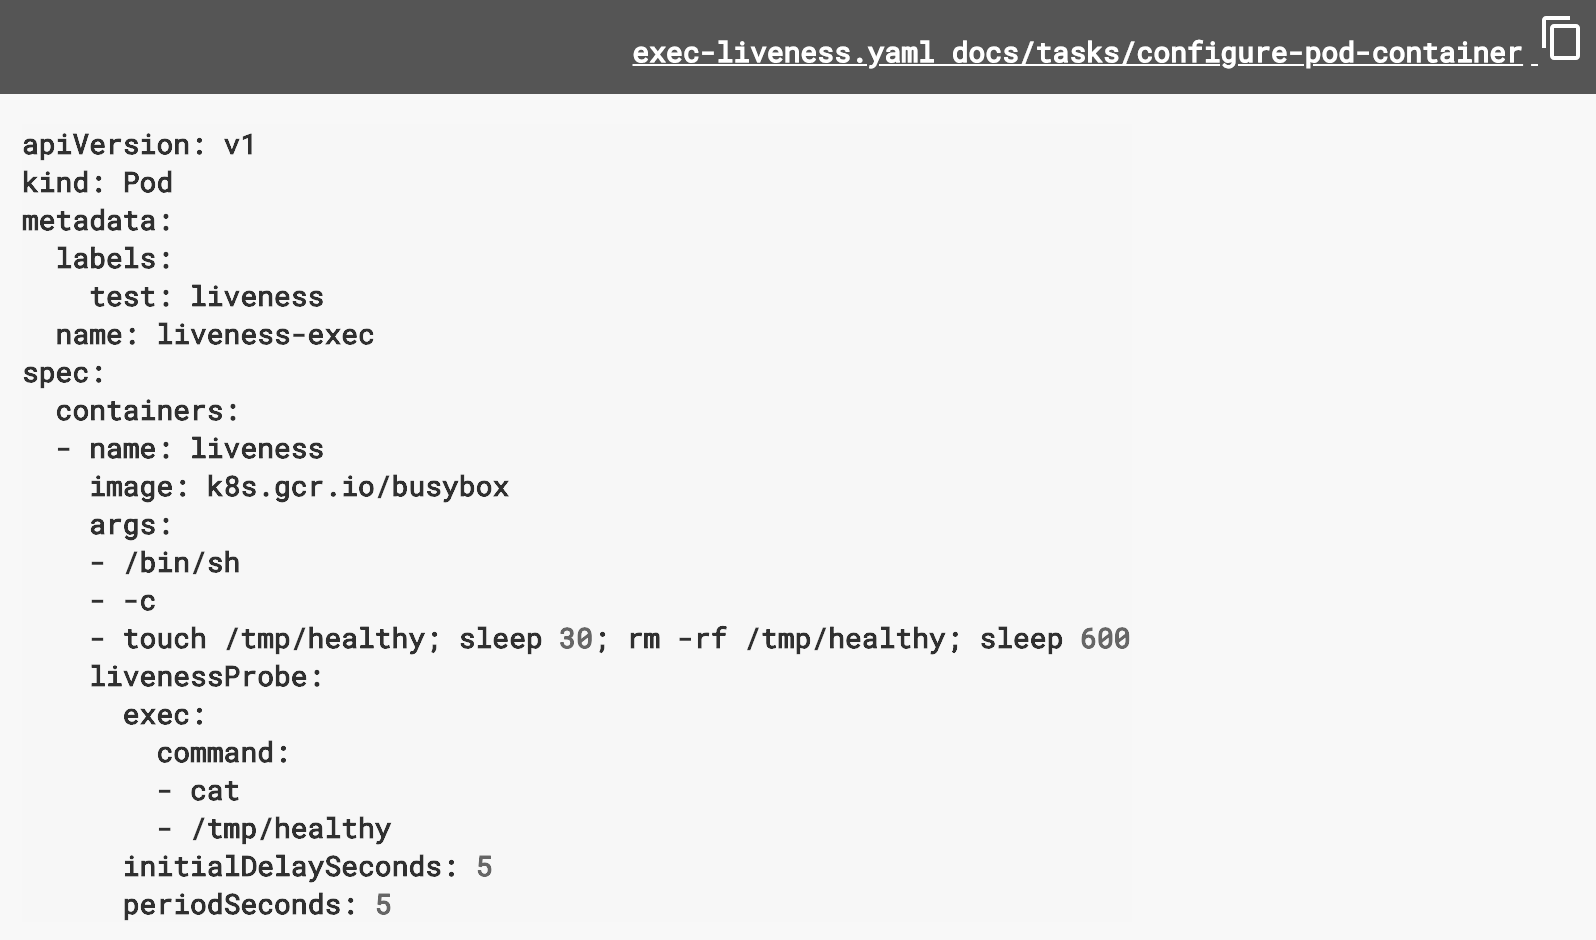 exec-liveness.yaml docs/tasks/configure-pod-container
apiVersion: v1
kind: Pod
metadata:
  labels:
    test: liveness
  name: liveness-exec
spec:
  containers:
  - name: liveness
    image: k8s.gcr.io/busybox
    args:
    - /bin/sh
    - -c
    - touch /tmp/healthy; sleep 30; rm -rf /tmp/healthy; sleep 600
    livenessProbe:
      exec:
        command:
        - cat
        - /tmp/healthy
      initialDelaySeconds: 5
      periodSeconds: 5